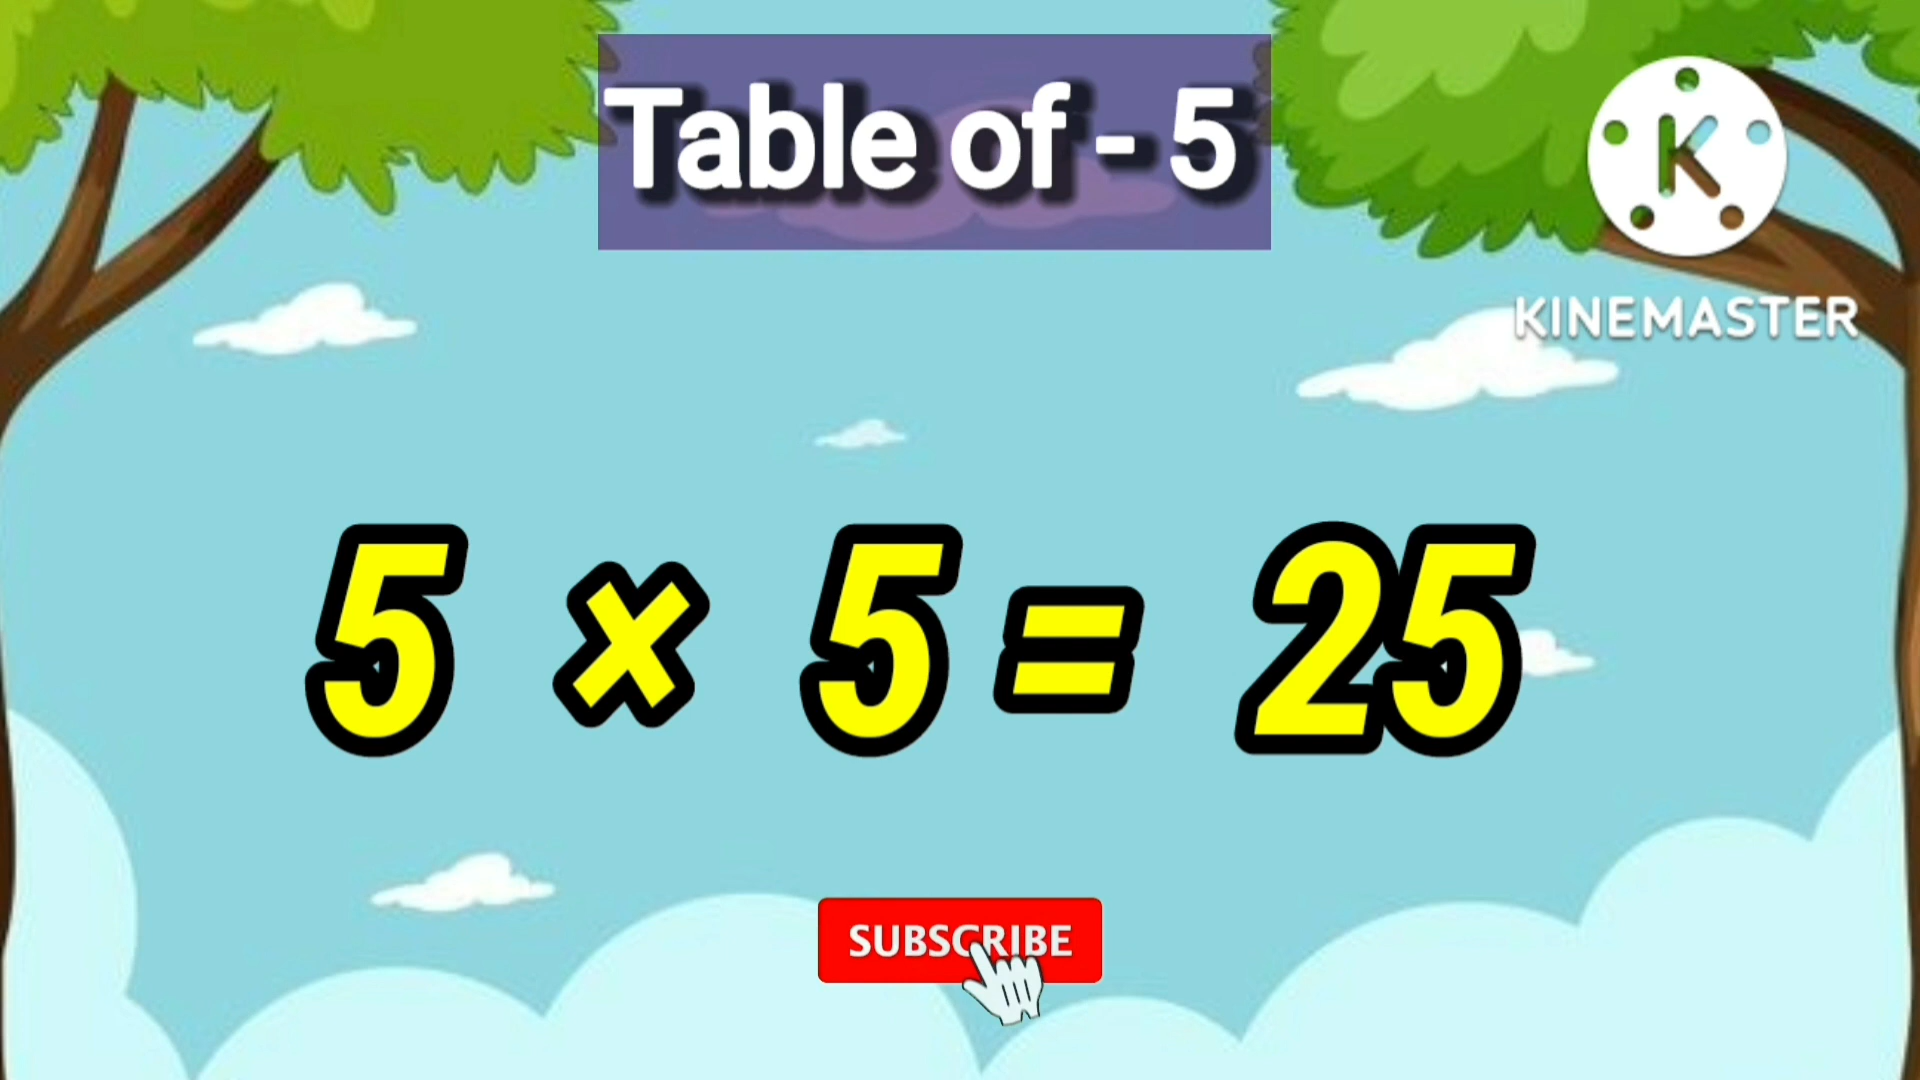 Table of - 5
K
KINEMASTER
5 × 5 = 25
SUBSCRIBE